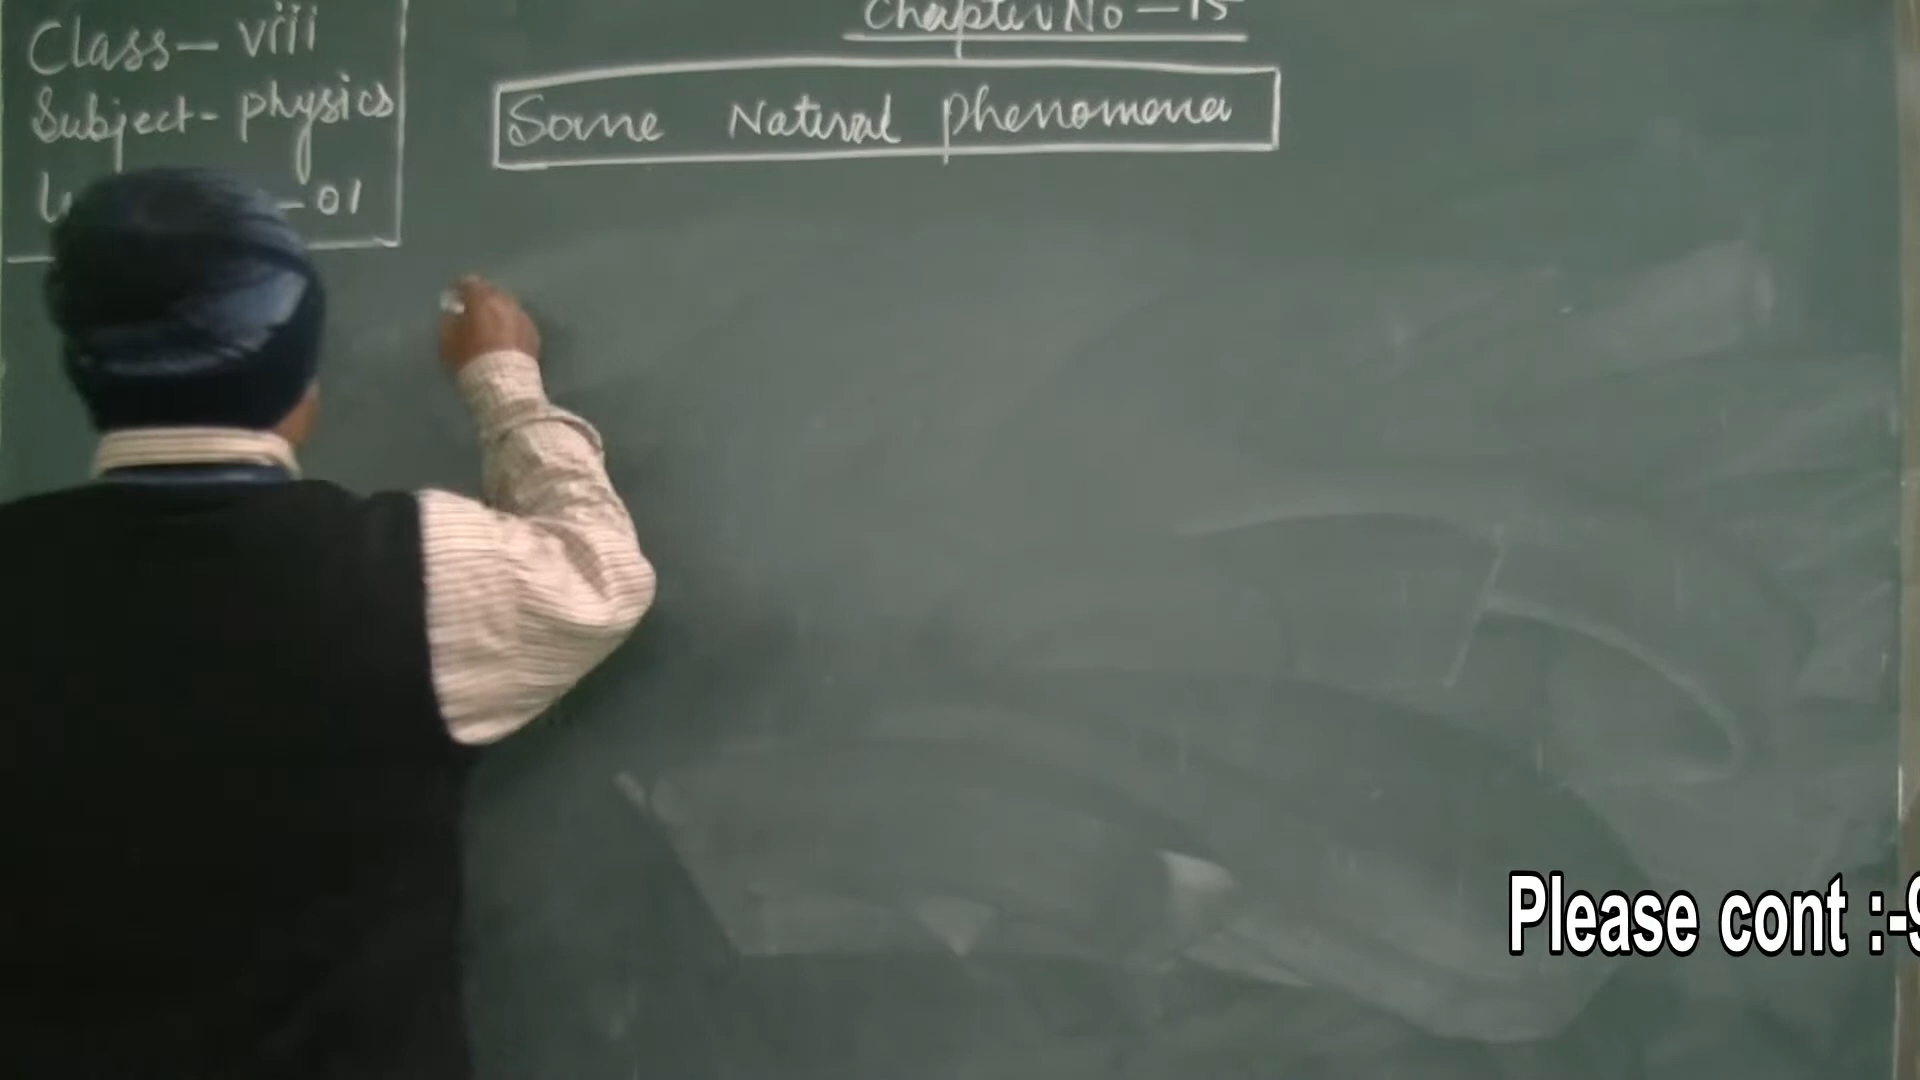 Class- viii
Subject- physics
-01
Chapter No - 15
Some Natural phenomena
Please cont :-9